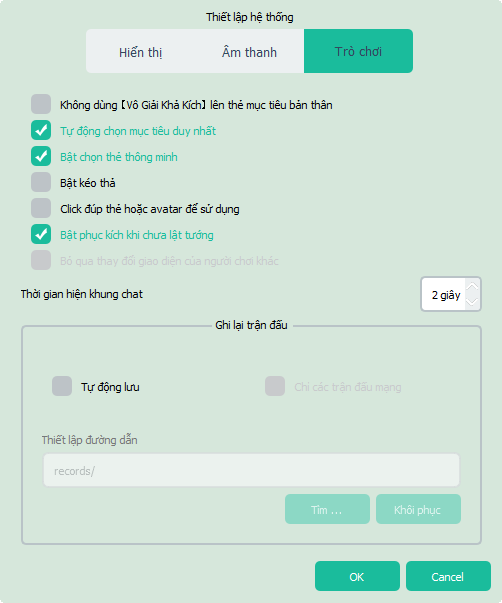 Thiết lập hệ thống
Hiển thị
Âm thanh
Trò chơi
Không dùng【Vô Giải Khả Kích】lên thẻ mục tiêu bản thân
Tự động chọn mục tiêu duy nhất
Bật chọn thẻ thông minh
Bật kéo thả
Click đúp thẻ hoặc avatar để sử dụng
Bật phục kích khi chưa lật tướng
Bỏ qua thay đổi giao diện của người chơi khác
Thời gian hiện khung chat
2 giây
Ghi lại trận đấu
Tự động lưu
Chỉ các trận đấu mạng
Thiết lập đường dẫn
records/
Tìm ...
Khôi phục
OK
Cancel